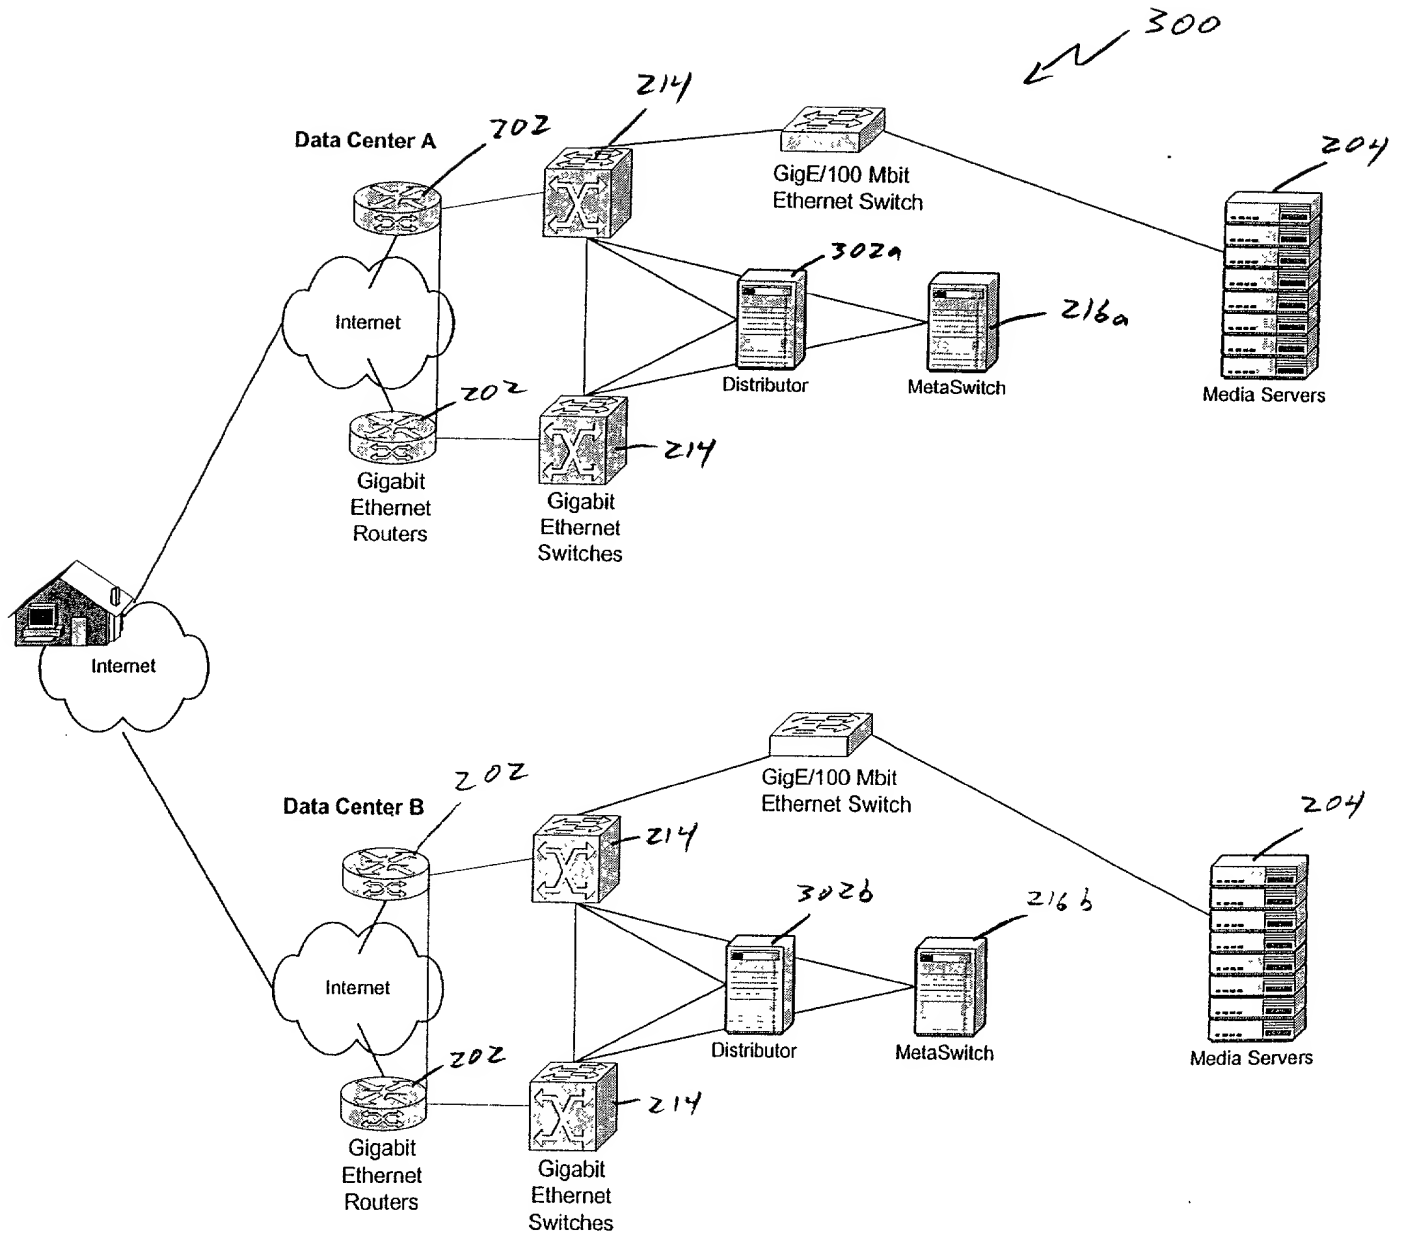 300
214
202
Data Center A
204
GigE/100 Mbit
Ethernet Switch
302a
Internet
216a
202
Distributor
MetaSwitch
Media Servers
214
Gigabit
Ethernet
Routers
Gigabit
Ethernet
Switches
Internet
202
GigE/100 Mbit
Ethernet Switch
Data Center B
204
214
302b
216b
Internet
Distributor
MetaSwitch
Media Servers
202
214
Gigabit
Ethernet
Routers
Gigabit
Ethernet
Switches